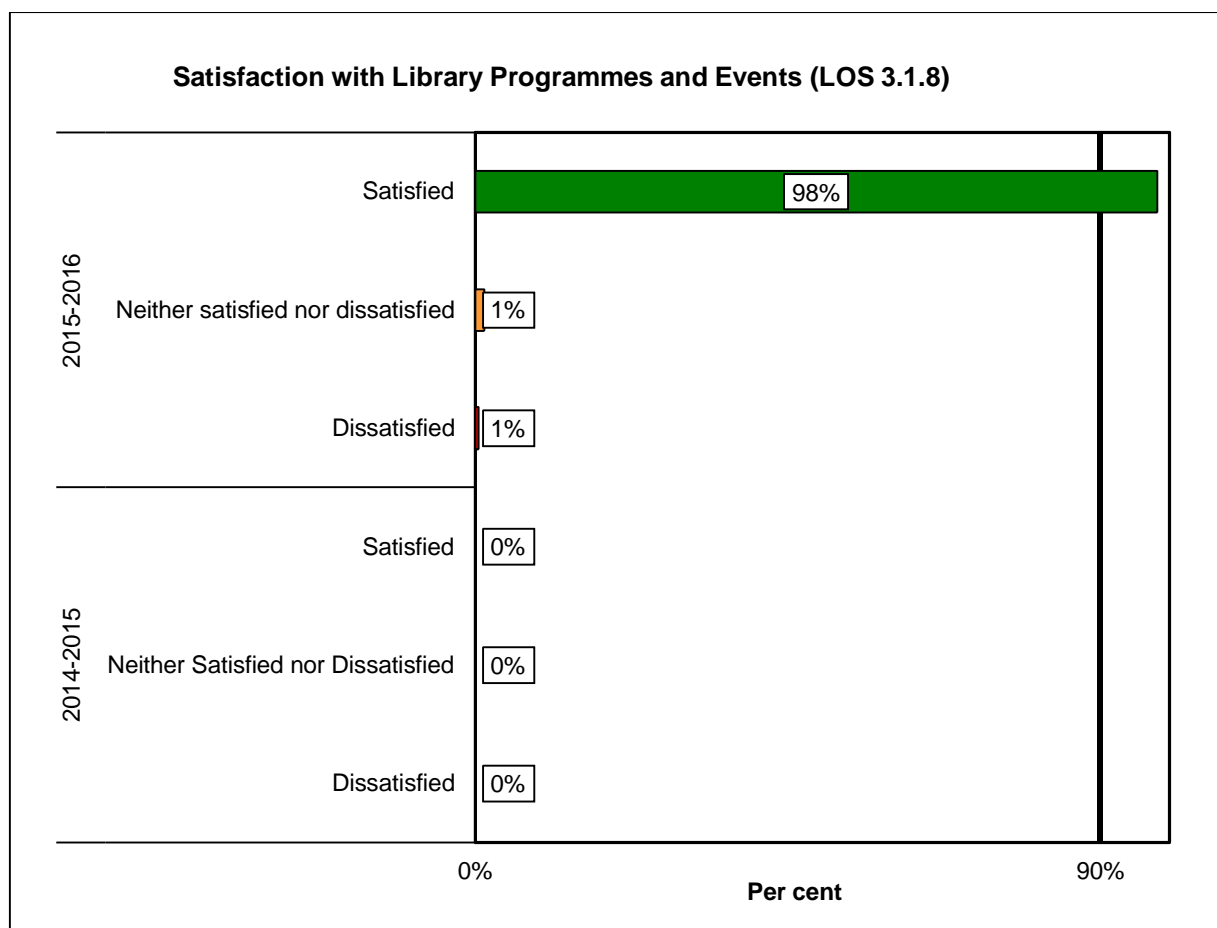 Satisfaction with Library Programmes and Events (LOS 3.1.8)
2015-2016
Satisfied
98%
Neither satisfied nor dissatisfied
1%
Dissatisfied
1%
2014-2015
Satisfied
0%
Neither Satisfied nor Dissatisfied
0%
Dissatisfied
0%
0%
90%
Per cent